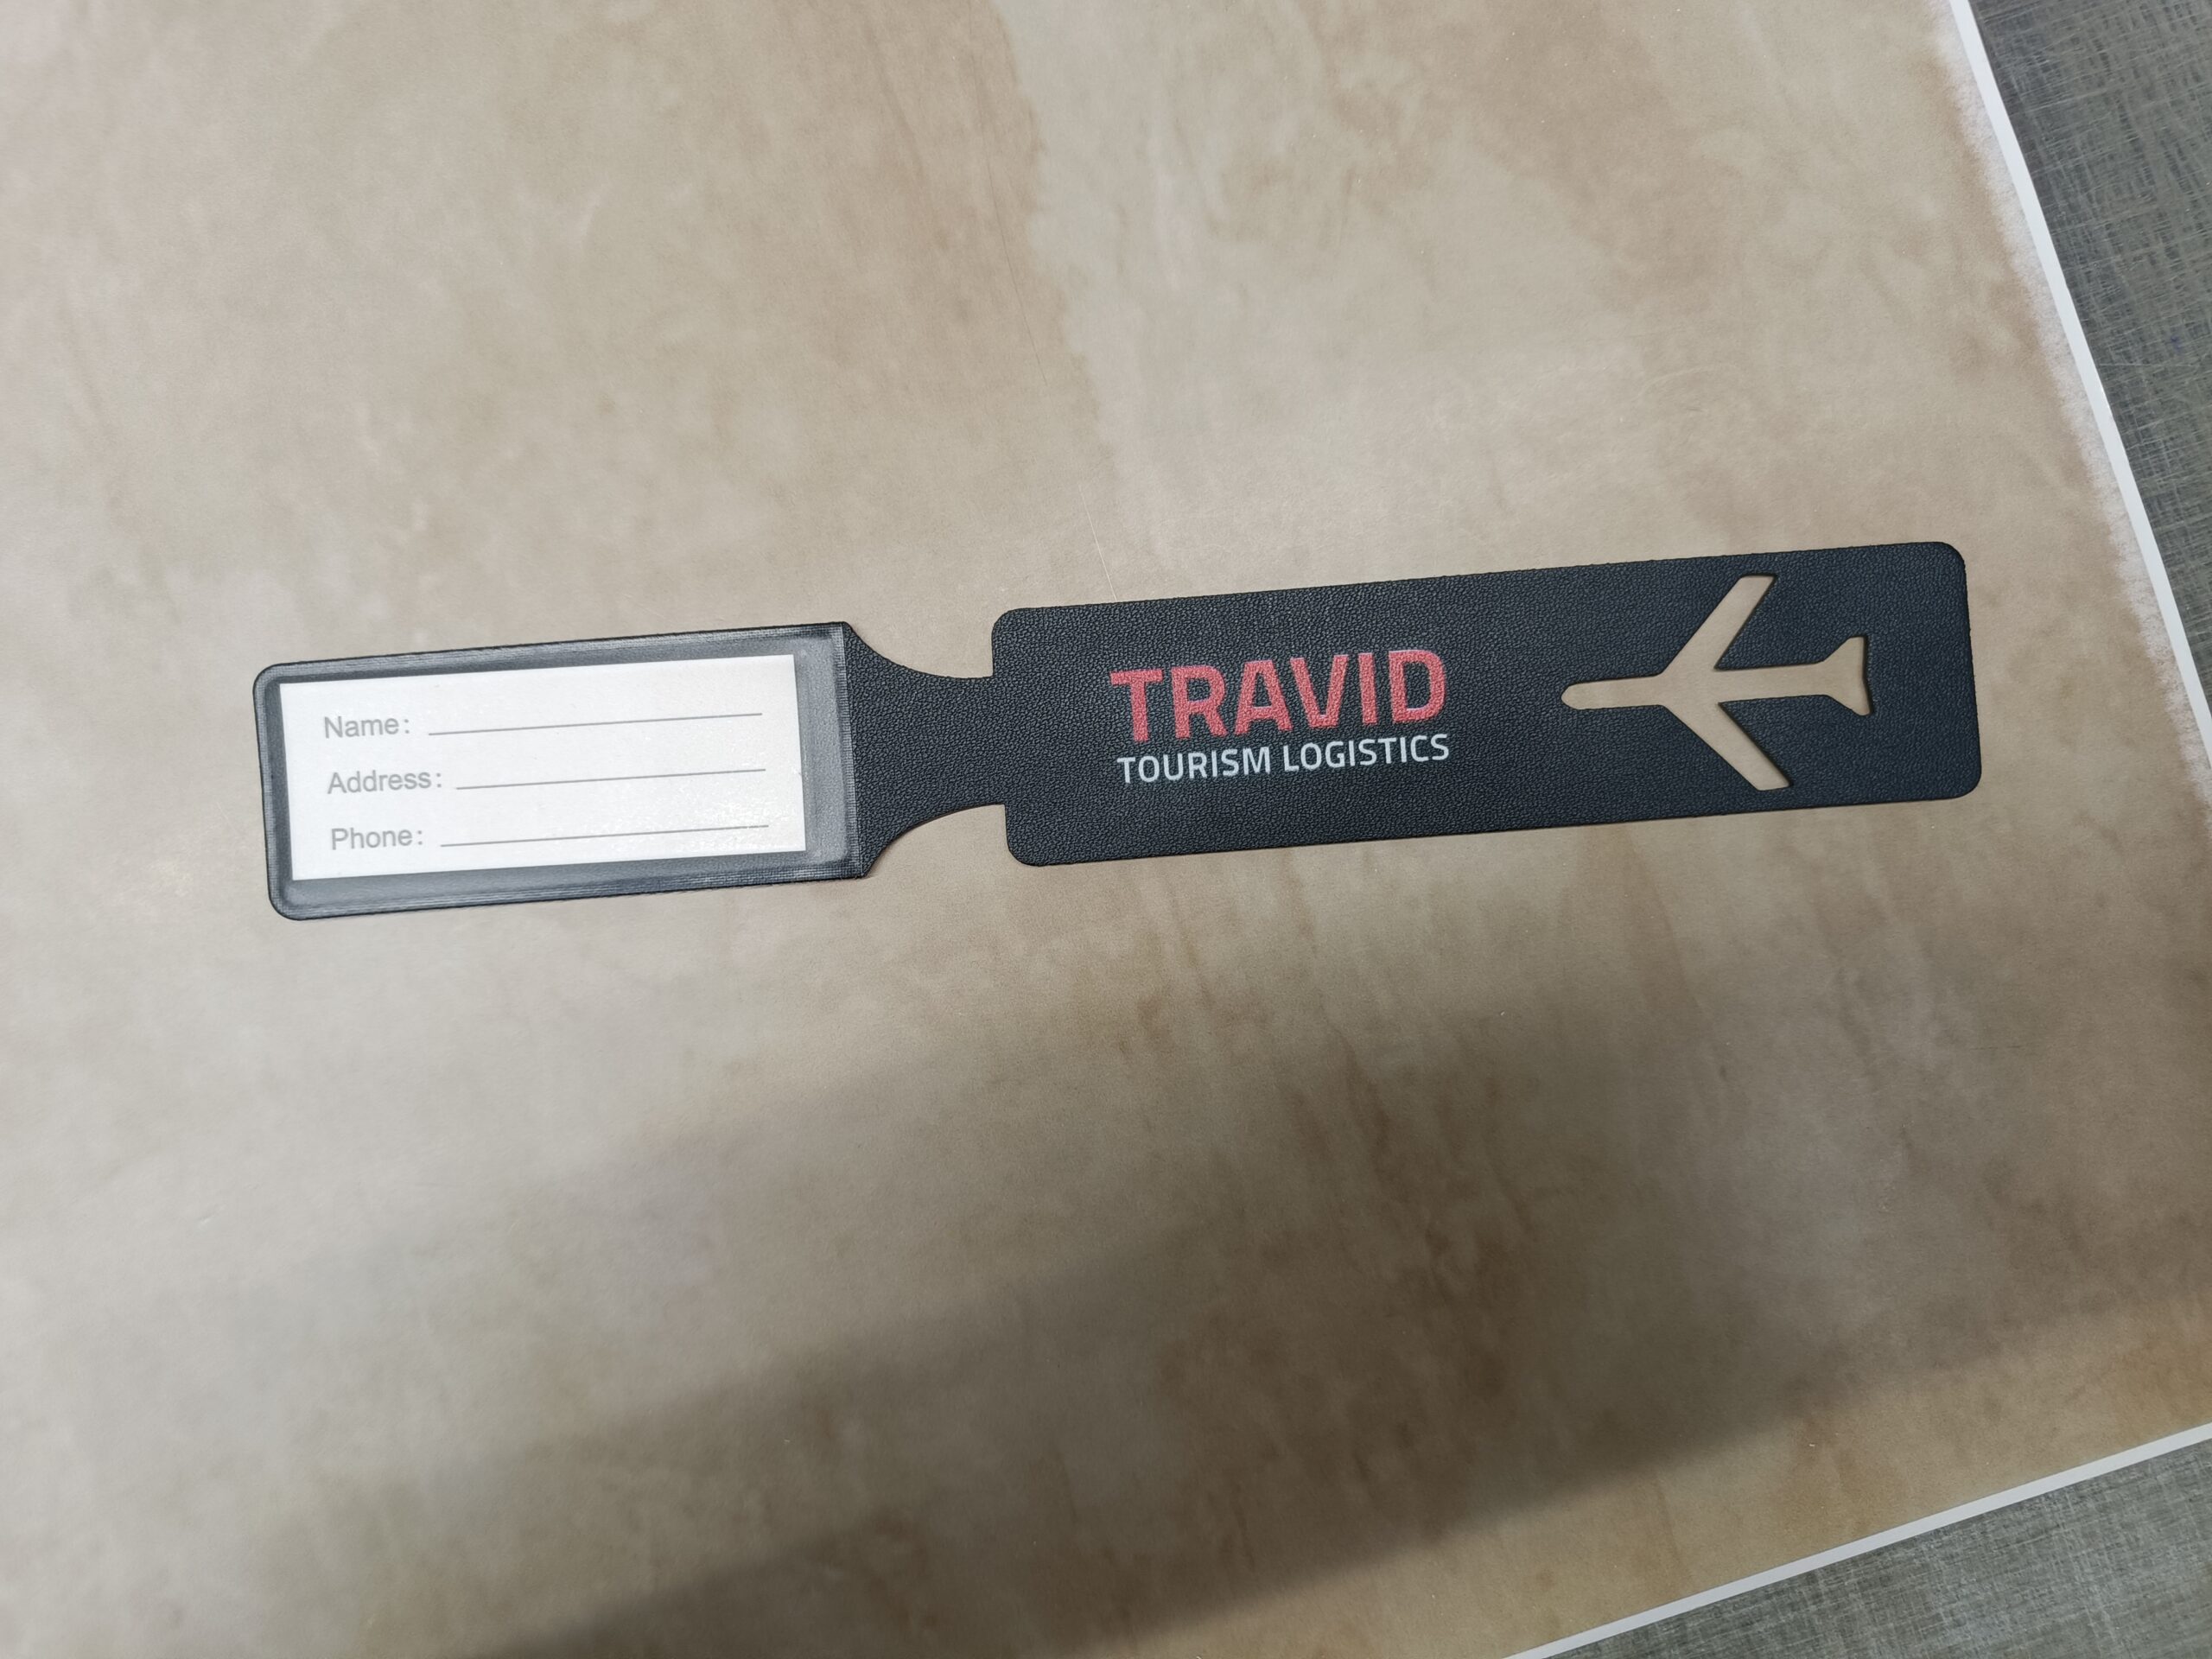 Name:
Address:
Phone:
TRAVID
TOURISM LOGISTICS